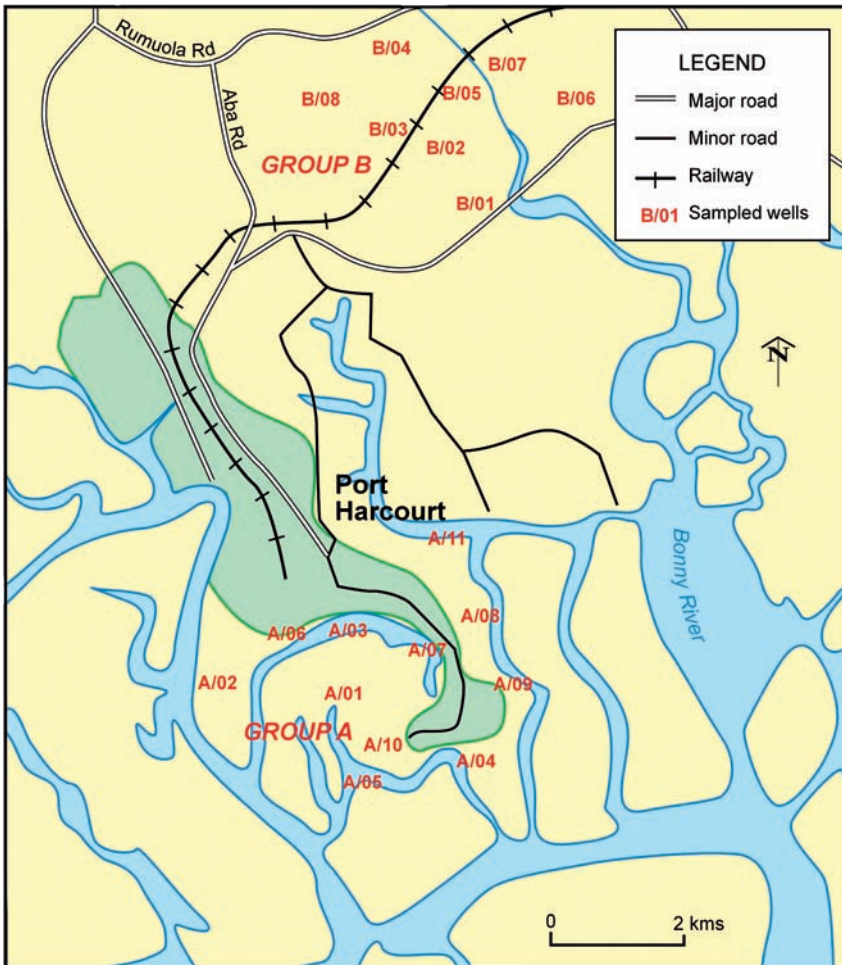 Rumuola Rd
B/04
B/07
LEGEND
Major road
Minor road
Railway
B/01 Sampled wells
Aba Rd
B/08
B/05
B/06
B/03
B/02
GROUP B
B/01
N
Port
Harcourt
A/11
Bonny River
A/08
A/06
A/03
A/07
A/02
A/01
A/09
GROUP A
A/10
A/04
A/05
0 2 kms